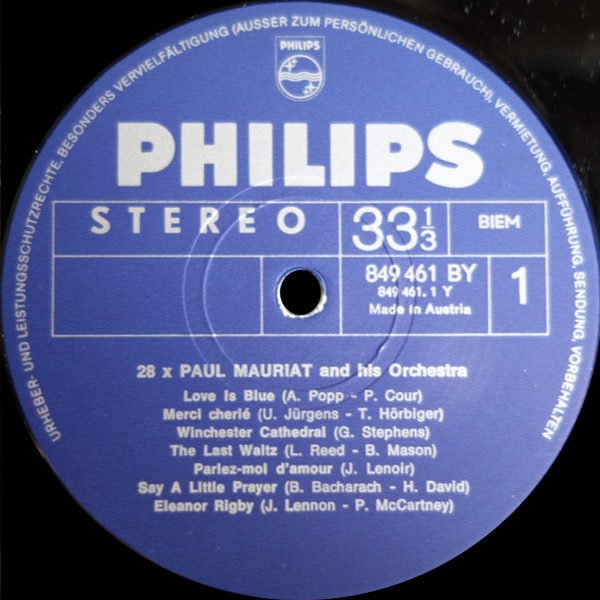 URHEBER- UND LEISTUNGSSCHUTZRECHTE, BESONDERS VERVIELFÄLTIGUNG (AUSSER ZUM PERSÖNLICHEN GEBRAUCH), VERMIETUNG, AUFFÜHRUNG, SENDUNG, VORBEHALTEN
PHILIPS
PHILIPS
STEREO 33 1/3 BIEM
849 461 BY 1
849 461.1 Y
Made in Austria
28 x PAUL MAURIAT and his Orchestra
Love Is Blue (A. Popp - P. Cour)
Merci cherié (U. Jürgens - T. Hörbiger)
Winchester Cathedral (G. Stephens)
The Last Waltz (L. Reed - B. Mason)
Parlez-moi d'amour (J. Lenoir)
Say A Little Prayer (B. Bacharach - H. David)
Eleanor Rigby (J. Lennon - P. McCartney)